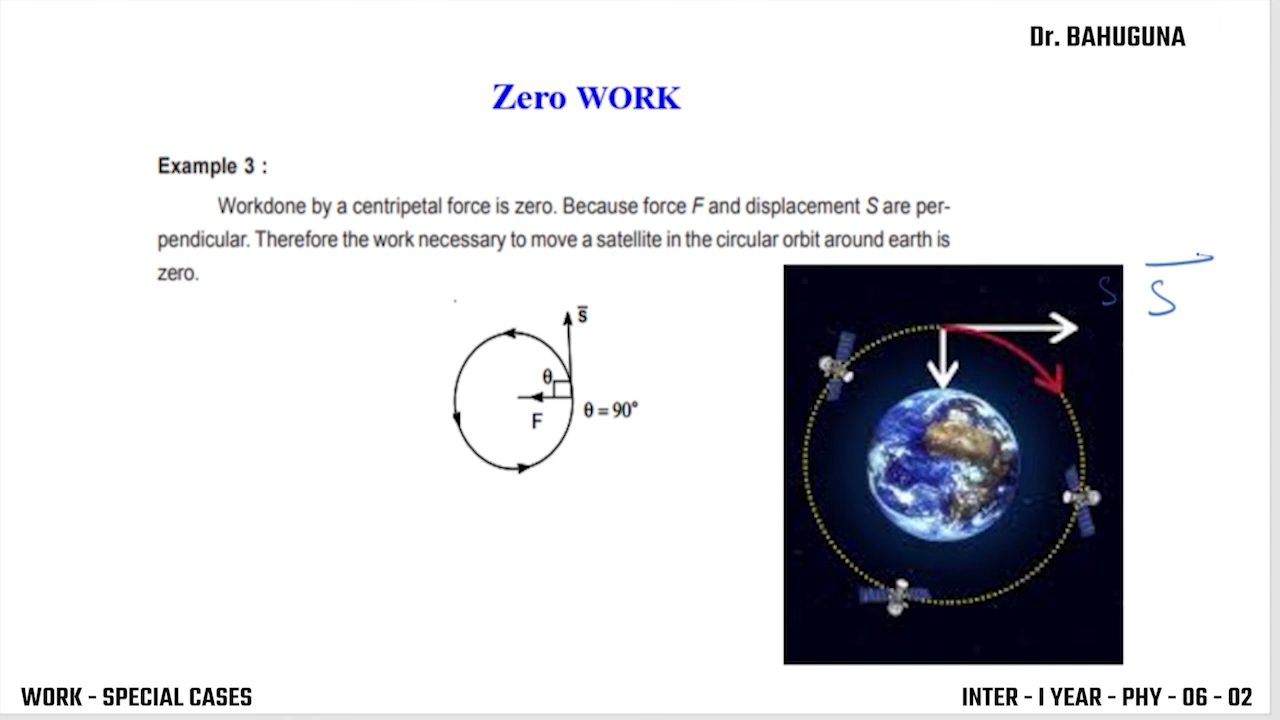 Dr. BAHUGUNA
Zero WORK
Example 3 :
Workdone by a centripetal force is zero. Because force F and displacement S are per-
pendicular. Therefore the work necessary to move a satellite in the circular orbit around earth is
zero.
S̅
θ
θ = 90°
F
S
S
WORK - SPECIAL CASES
INTER - I YEAR - PHY - 06 - 02